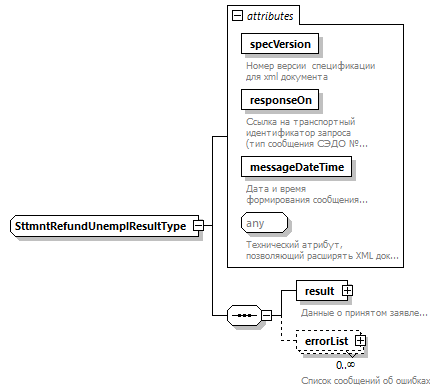 attributes
specVersion
Номер версии спецификации
для xml документа
responseOn
Ссылка на транспортный
идентификатор запроса
(тип сообщения СЭДО №...
messageDateTime
Дата и время
формирования сообщения...
any
Технический атрибут,
позволяющий расширять XML док...
SttmntRefundUnemplResultType
result
Данные о принятом заявле...
errorList
0..∞
Список сообщений об ошибках